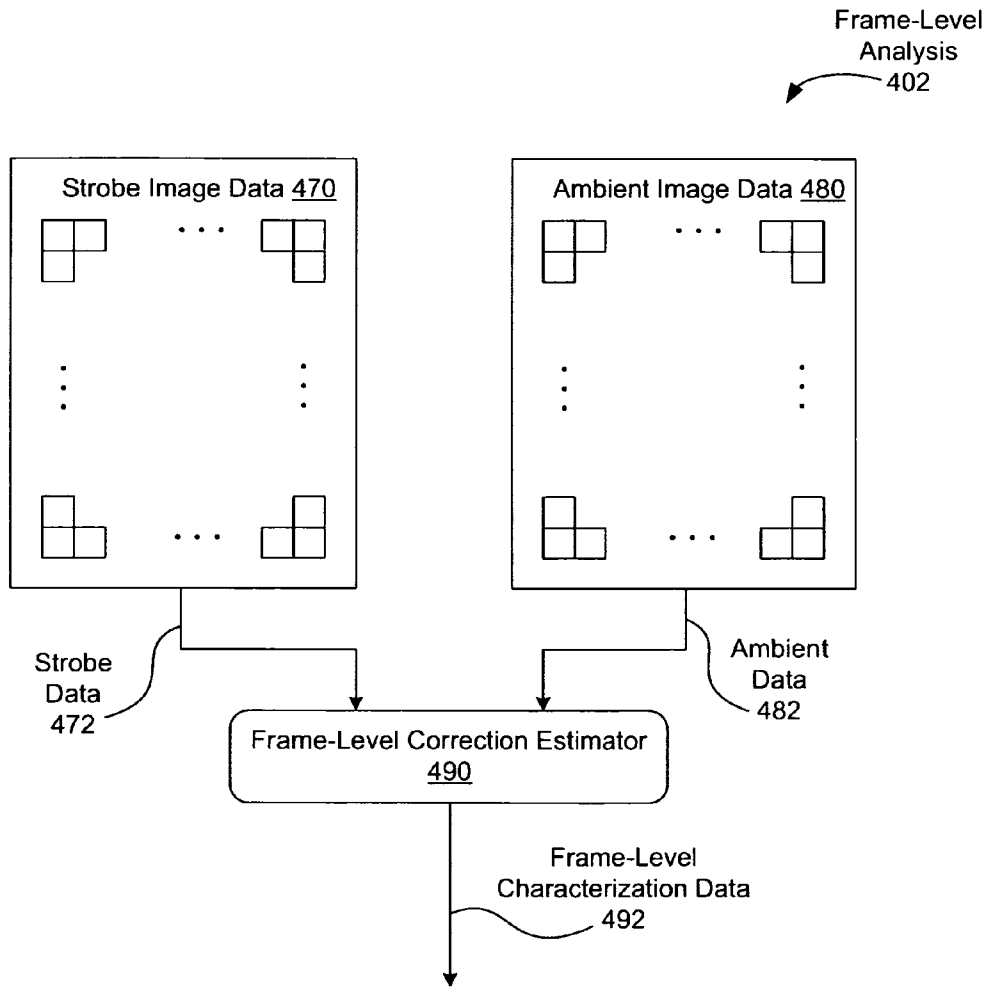 Frame-Level
Analysis
402
Strobe Image Data 470
Ambient Image Data 480
Strobe
Data
472
Ambient
Data
482
Frame-Level Correction Estimator
490
Frame-Level
Characterization Data
492